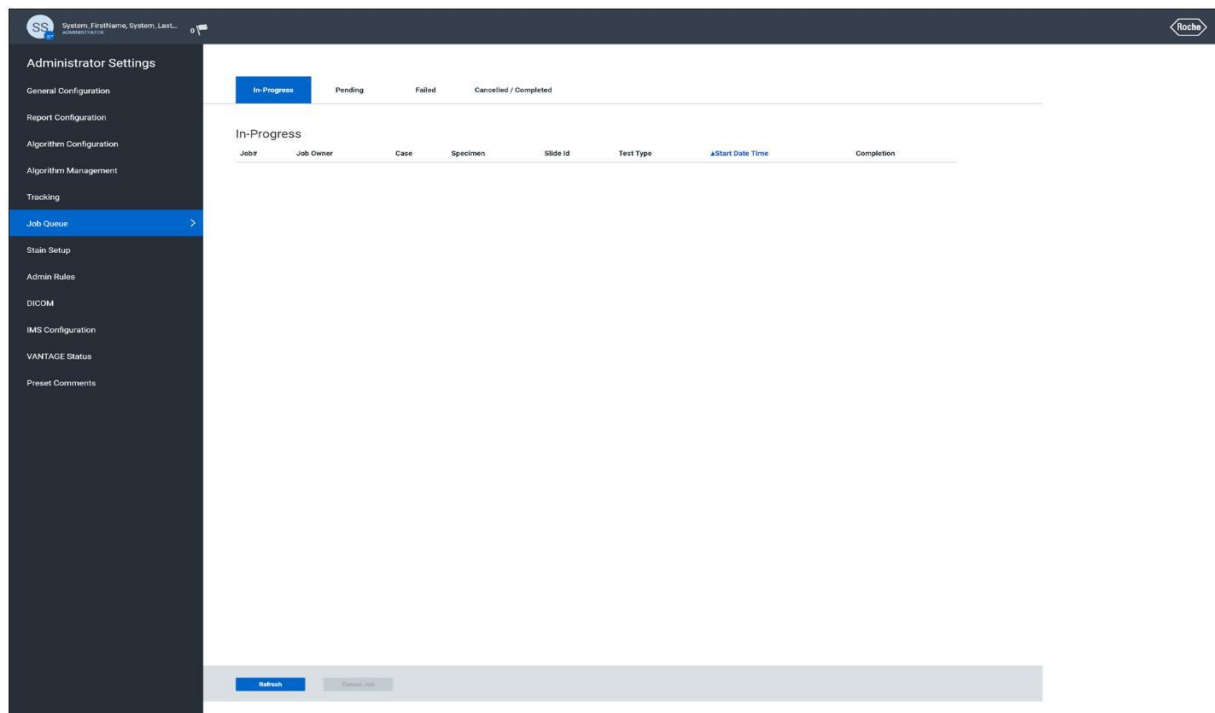 SS
System_FirstName, System_Last...
ADMINISTRATOR
0
Roche
Administrator Settings
General Configuration
Report Configuration
Algorithm Configuration
Algorithm Management
Tracking
Job Queue
Stain Setup
Admin Rules
DICOM
IMS Configuration
VANTAGE Status
Preset Comments
In-Progress Pending Failed Cancelled / Completed
In-Progress
Job# Job Owner Case Specimen Slide Id Test Type ▲Start Date Time Completion
Refresh Cancel Job